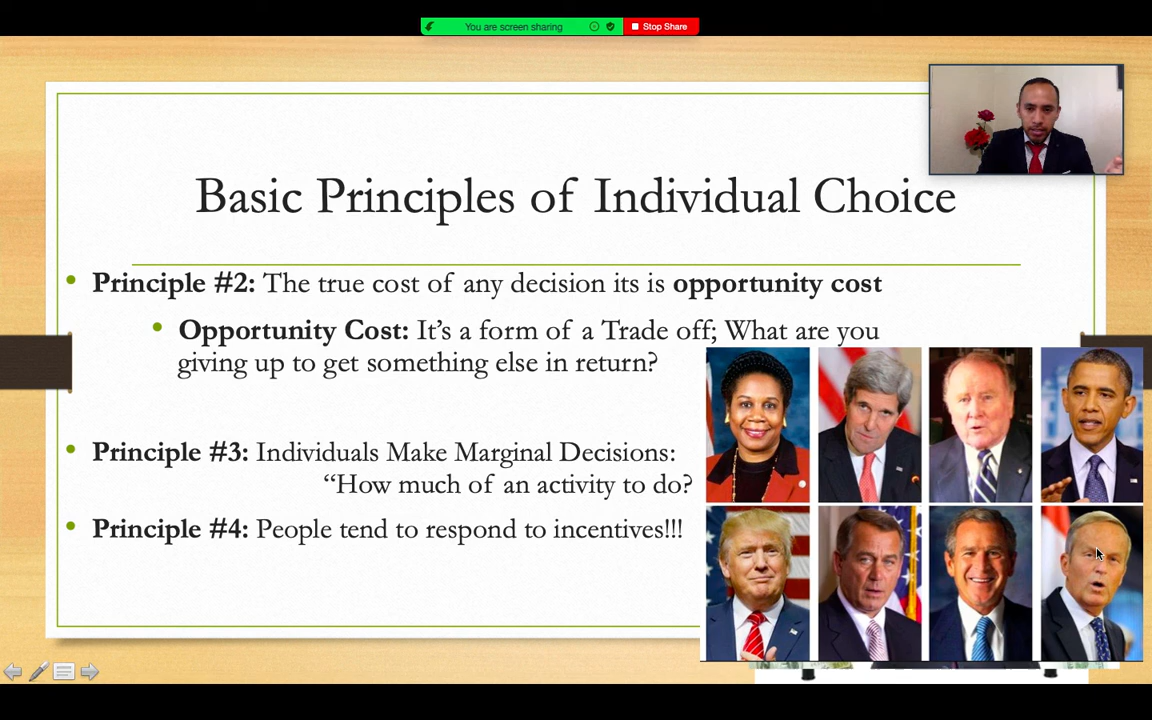 You are screen sharing
Stop Share
Basic Principles of Individual Choice
Principle #2: The true cost of any decision its is opportunity cost
Opportunity Cost: It’s a form of a Trade off; What are you
giving up to get something else in return?
Principle #3: Individuals Make Marginal Decisions:
“How much of an activity to do?
Principle #4: People tend to respond to incentives!!!